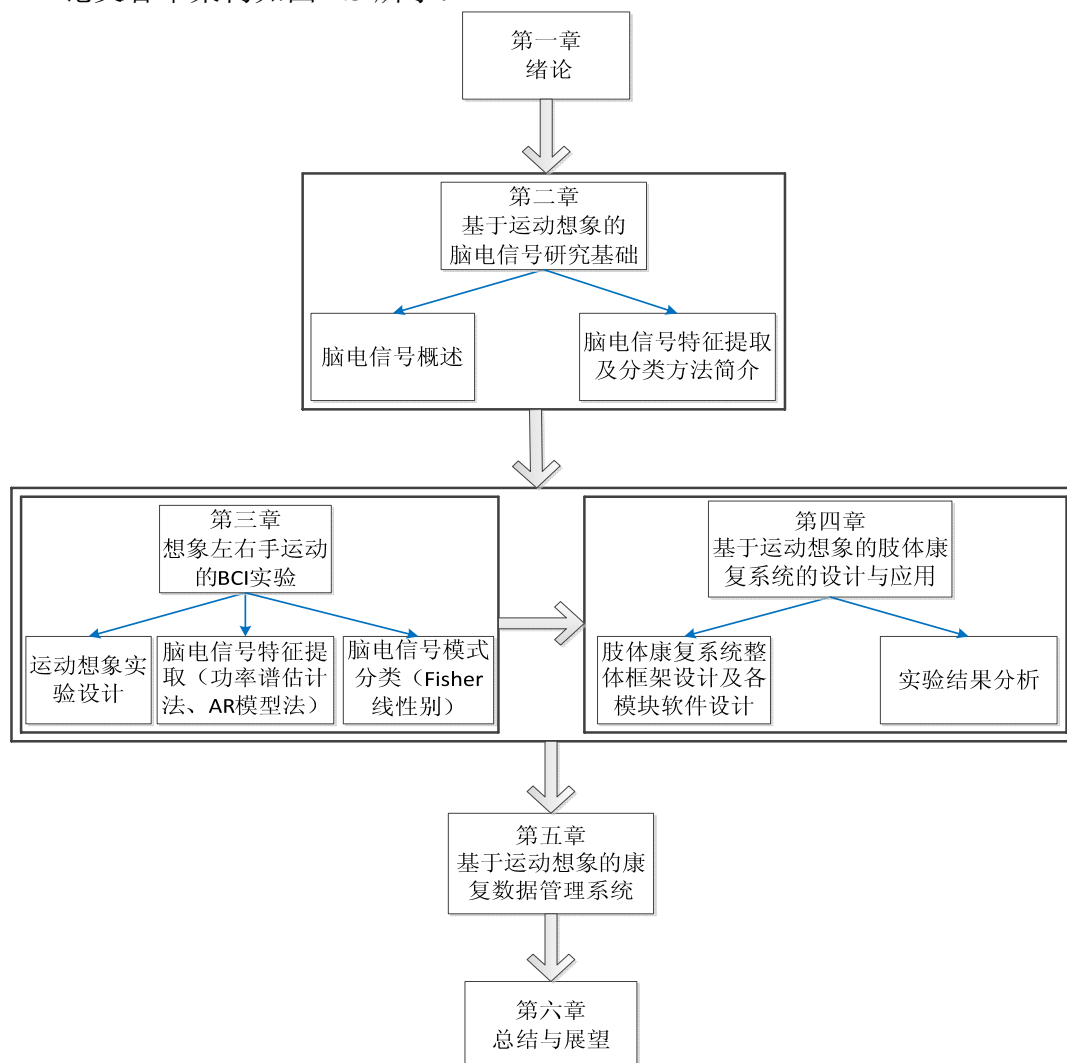 第一章
绪论
第二章
基于运动想象的
脑电信号研究基础
脑电信号概述
脑电信号特征提取
及分类方法简介
第三章
想象左右手运动
的BCI实验
运动想象实
验设计
脑电信号特征提
取（功率谱估计
法、AR模型法）
脑电信号模式
分类（Fisher
线性别）
第四章
基于运动想象的肢体康
复系统的设计与应用
肢体康复系统整
体框架设计及各
模块软件设计
实验结果分析
第五章
基于运动想象的康
复数据管理系统
第六章
总结与展望